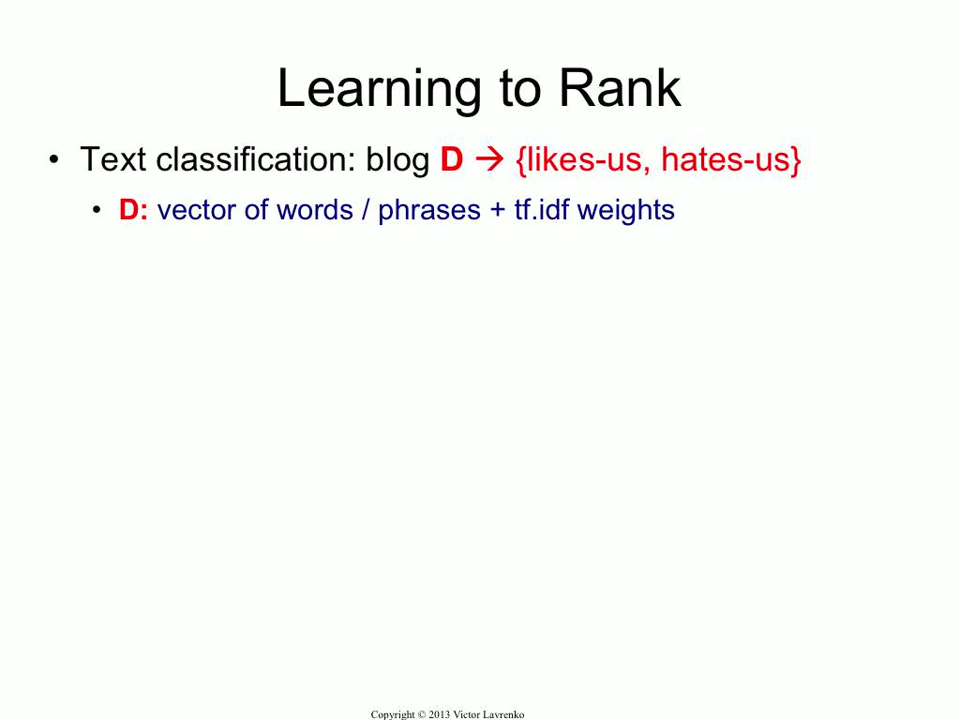 Learning to Rank
• Text classification: blog D → {likes-us, hates-us}
• D: vector of words / phrases + tf.idf weights
Copyright © 2013 Victor Lavrenko